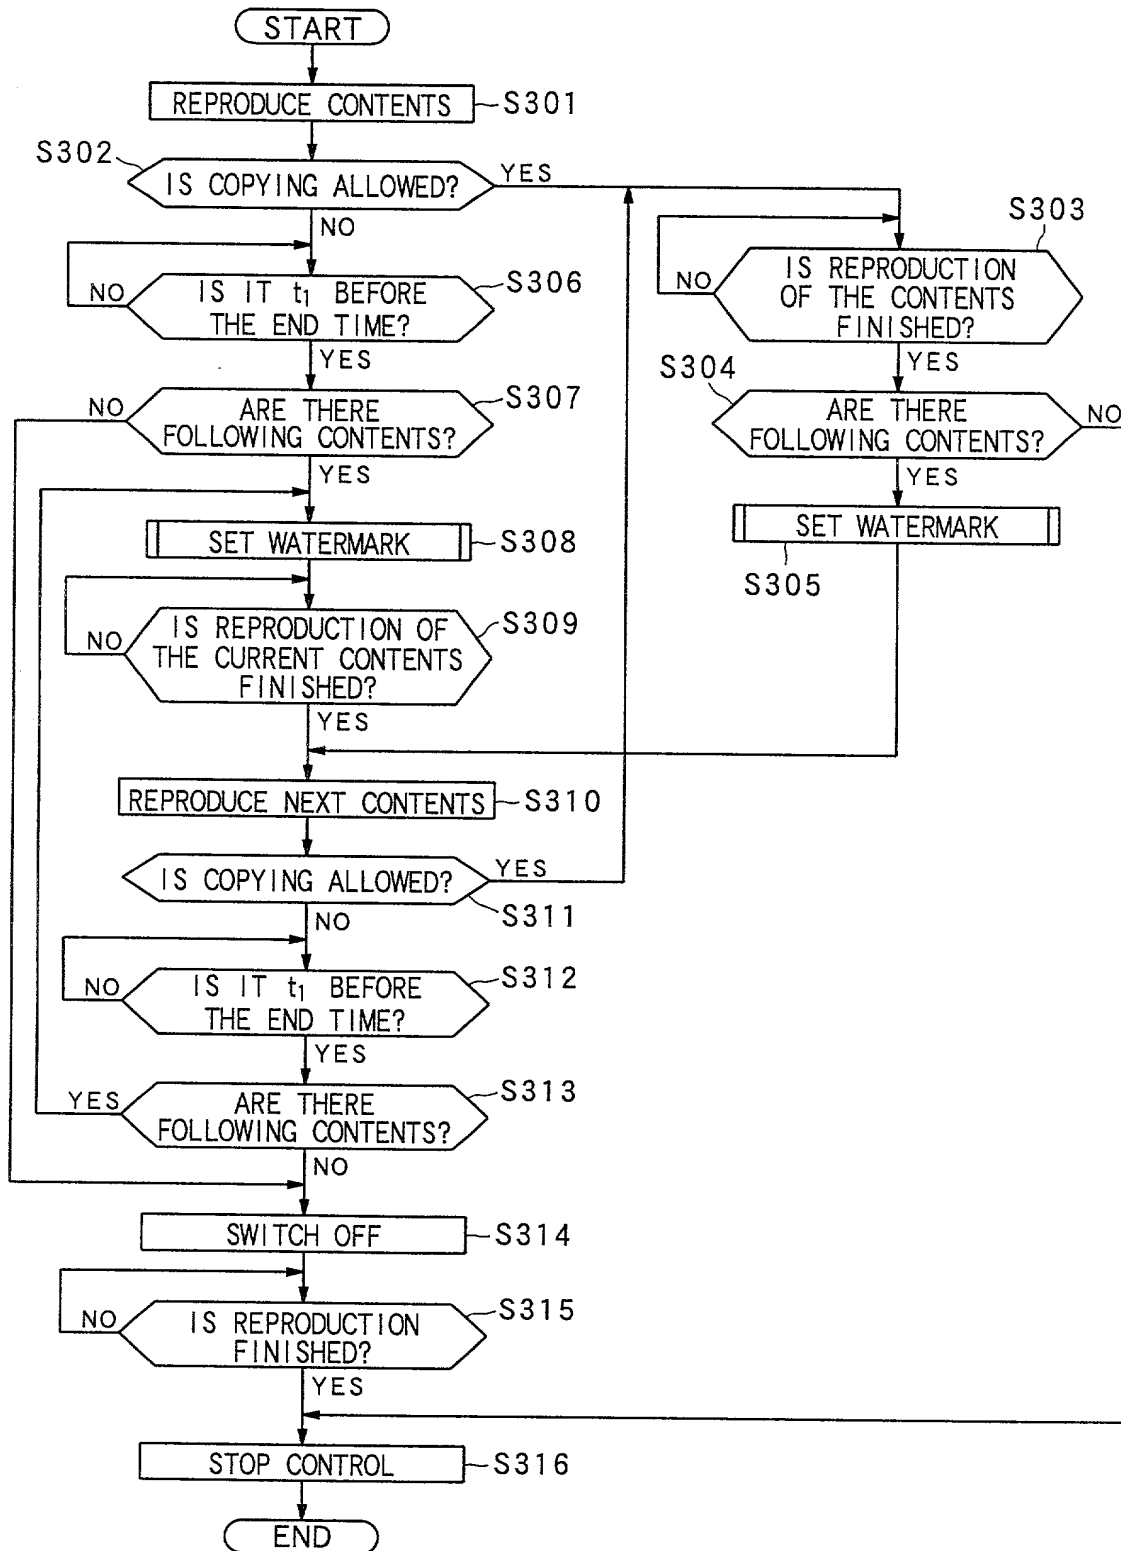 START
REPRODUCE CONTENTS
S301
S302
IS COPYING ALLOWED?
YES
NO
S303
IS REPRODUCTION
OF THE CONTENTS
FINISHED?
NO
YES
IS IT t1 BEFORE
THE END TIME?
S306
NO
YES
S304
ARE THERE
FOLLOWING CONTENTS?
NO
YES
ARE THERE
FOLLOWING CONTENTS?
S307
NO
YES
SET WATERMARK
S305
SET WATERMARK
S308
IS REPRODUCTION OF
THE CURRENT CONTENTS
FINISHED?
S309
NO
YES
REPRODUCE NEXT CONTENTS
S310
IS COPYING ALLOWED?
YES
S311
NO
IS IT t1 BEFORE
THE END TIME?
S312
NO
YES
ARE THERE
FOLLOWING CONTENTS?
S313
YES
NO
SWITCH OFF
S314
IS REPRODUCTION
FINISHED?
S315
NO
YES
STOP CONTROL
S316
END